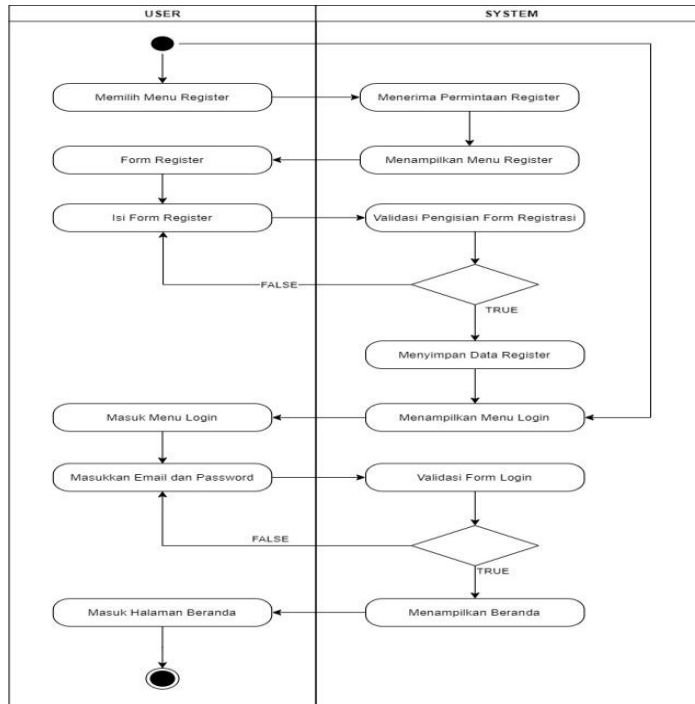 USER
SYSTEM
Memilih Menu Register
Menerima Permintaan Register
Form Register
Menampilkan Menu Register
Isi Form Register
Validasi Pengisian Form Registrasi
FALSE
TRUE
Menyimpan Data Register
Masuk Menu Login
Menampilkan Menu Login
Masukkan Email dan Password
Validasi Form Login
FALSE
TRUE
Masuk Halaman Beranda
Menampilkan Beranda